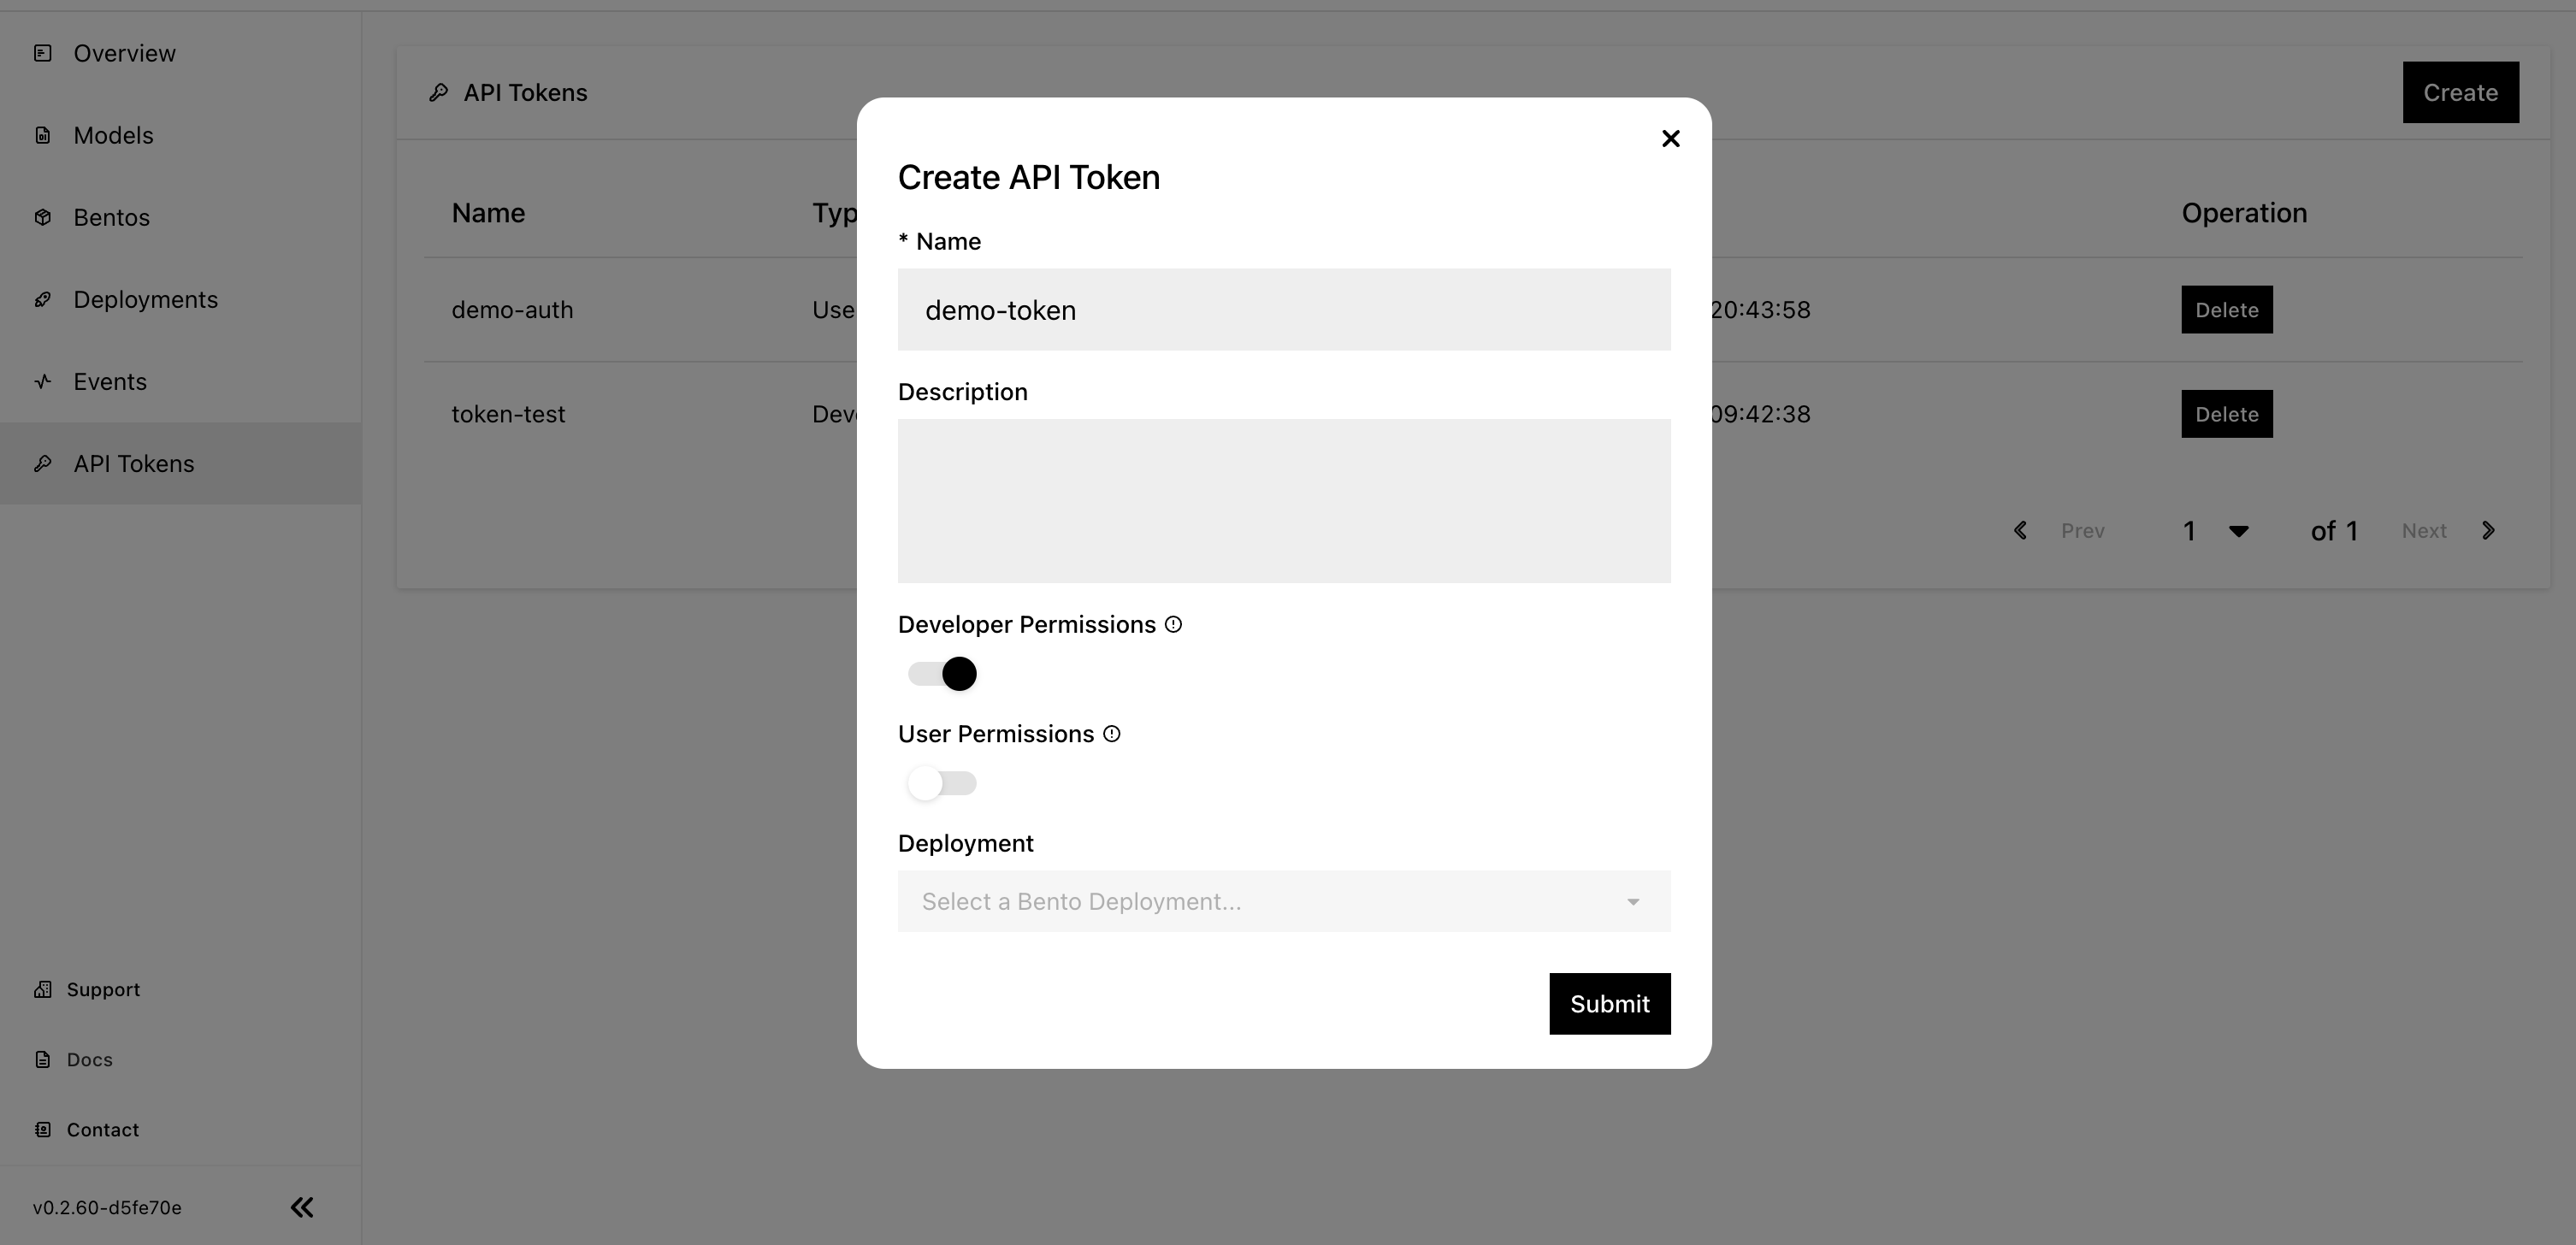 Overview
Models
Bentos
Deployments
Events
API Tokens
Support
Docs
Contact
v0.2.60-d5fe70e
API Tokens
Create
Name
Typ
Operation
demo-auth
Use
20:43:58
Delete
token-test
Dev
09:42:38
Delete
Prev
1
of 1
Next
Create API Token
* Name
demo-token
Description
Developer Permissions
User Permissions
Deployment
Select a Bento Deployment...
Submit